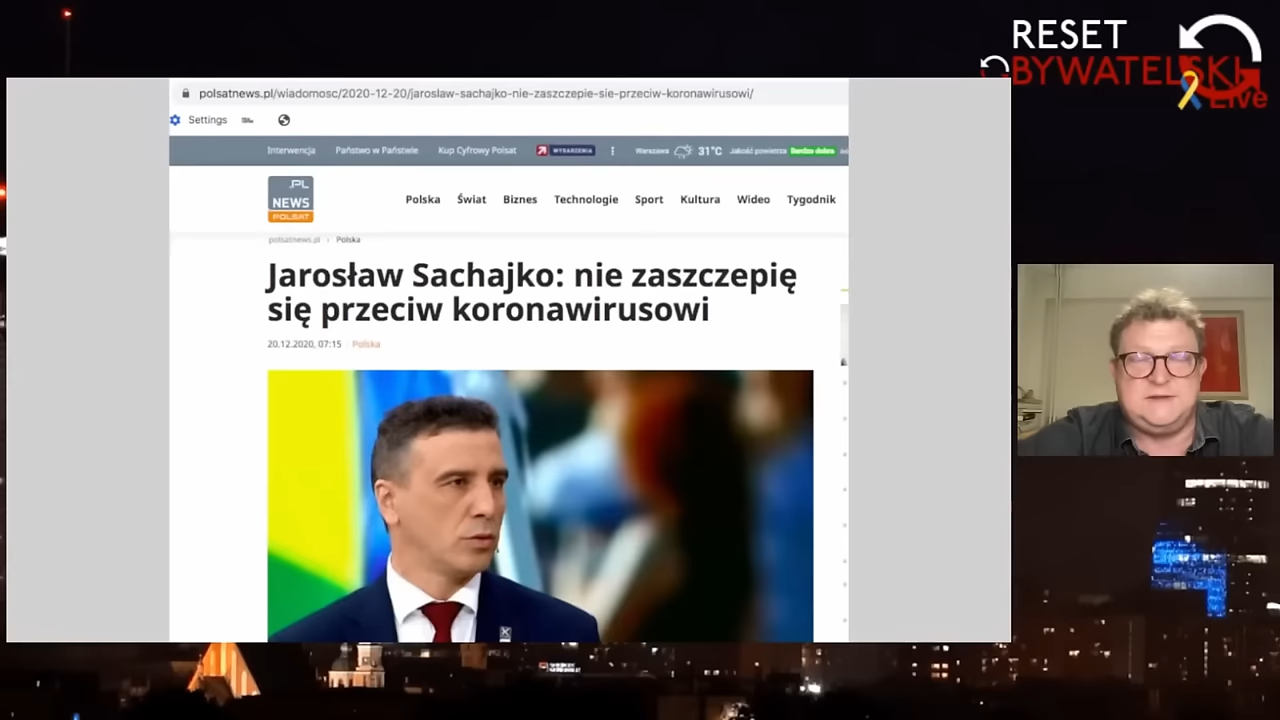 RESET
OBYWATELSKI
Live
polsatnews.pl/wiadomosc/2020-12-20/jaroslaw-sachajko-nie-zaszczepie-sie-przeciw-koronawirusowi/
Settings
Interwencja Państwo w Państwie Kup Cyfrowy Polsat WYDARZENIA Warszawa 31°C Jakość powietrza Bardzo dobra
.PL
NEWS
POLSAT
Polska Świat Biznes Technologie Sport Kultura Wideo Tygodnik
polsatnews.pl › Polska
Jarosław Sachajko: nie zaszczepię
się przeciw koronawirusowi
20.12.2020, 07:15 Polska